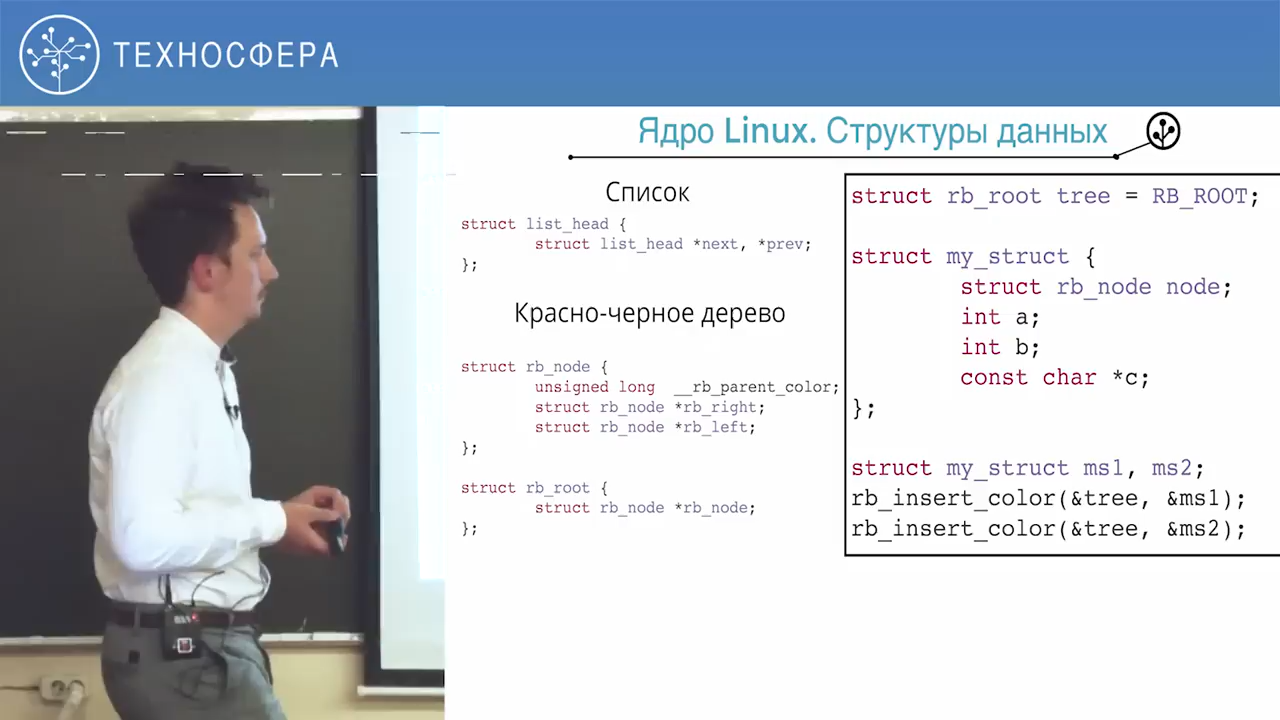 ТЕХНОСФЕРА
Ядро Linux. Структуры данных
Список
struct list_head {
struct list_head *next, *prev;
};
Красно-черное дерево
struct rb_node {
unsigned long __rb_parent_color;
struct rb_node *rb_right;
struct rb_node *rb_left;
};
struct rb_root {
struct rb_node *rb_node;
};
struct rb_root tree = RB_ROOT;
struct my_struct {
struct rb_node node;
int a;
int b;
const char *c;
};
struct my_struct ms1, ms2;
rb_insert_color(&tree, &ms1);
rb_insert_color(&tree, &ms2);